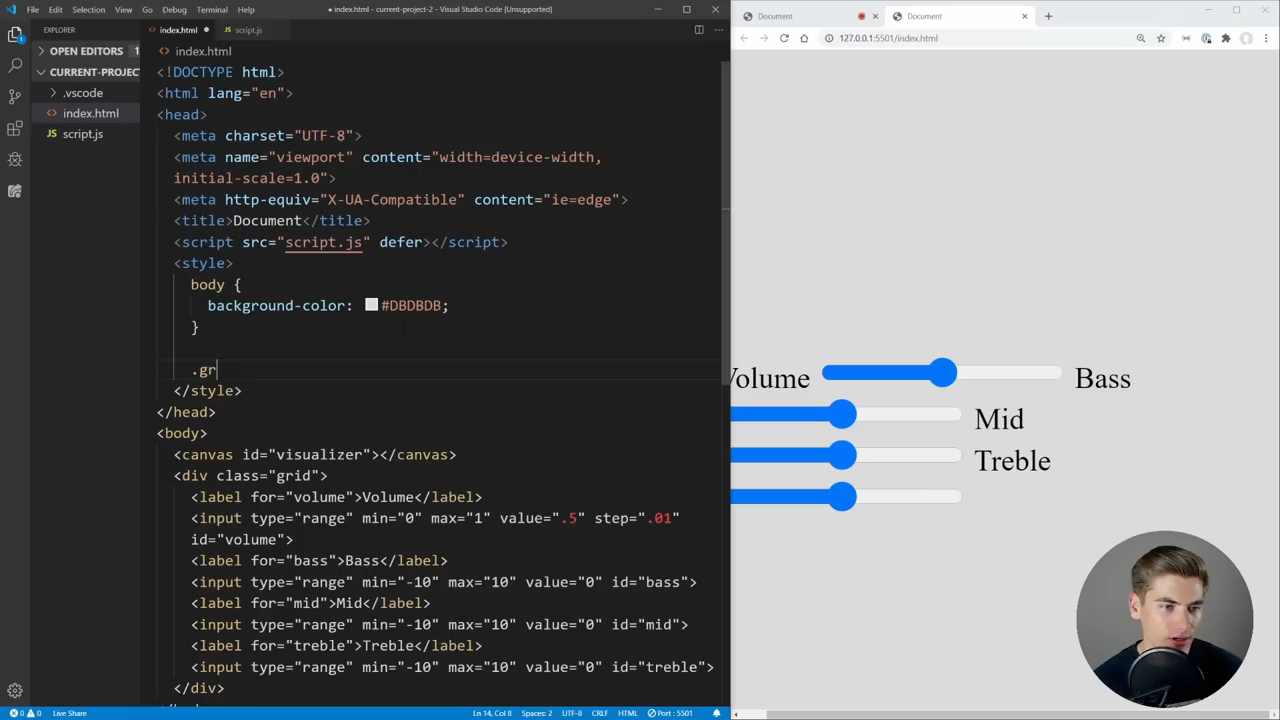 File Edit Selection View Go Debug Terminal Help
● index.html - current-project-2 - Visual Studio Code [Unsupported]
Document
Document
EXPLORER
index.html ●
script.js
127.0.0.1:5501/index.html
OPEN EDITORS
CURRENT-PROJECT
.vscode
index.html
script.js
1
<> index.html
<!DOCTYPE html>
<html lang="en">
<head>
<meta charset="UTF-8">
<meta name="viewport" content="width=device-width,
initial-scale=1.0">
<meta http-equiv="X-UA-Compatible" content="ie=edge">
<title>Document</title>
<script src="script.js" defer></script>
<style>
body {
background-color: #DBDBDB;
}
.gr
</style>
</head>
<body>
<canvas id="visualizer"></canvas>
<div class="grid">
<label for="volume">Volume</label>
<input type="range" min="0" max="1" value=".5" step=".01"
id="volume">
<label for="bass">Bass</label>
<input type="range" min="-10" max="10" value="0" id="bass">
<label for="mid">Mid</label>
<input type="range" min="-10" max="10" value="0" id="mid">
<label for="treble">Treble</label>
<input type="range" min="-10" max="10" value="0" id="treble">
</div>
Volume
Bass
Mid
Treble
0 0 Live Share
Ln 14, Col 8 Spaces: 2 UTF-8 CRLF HTML Port : 5501